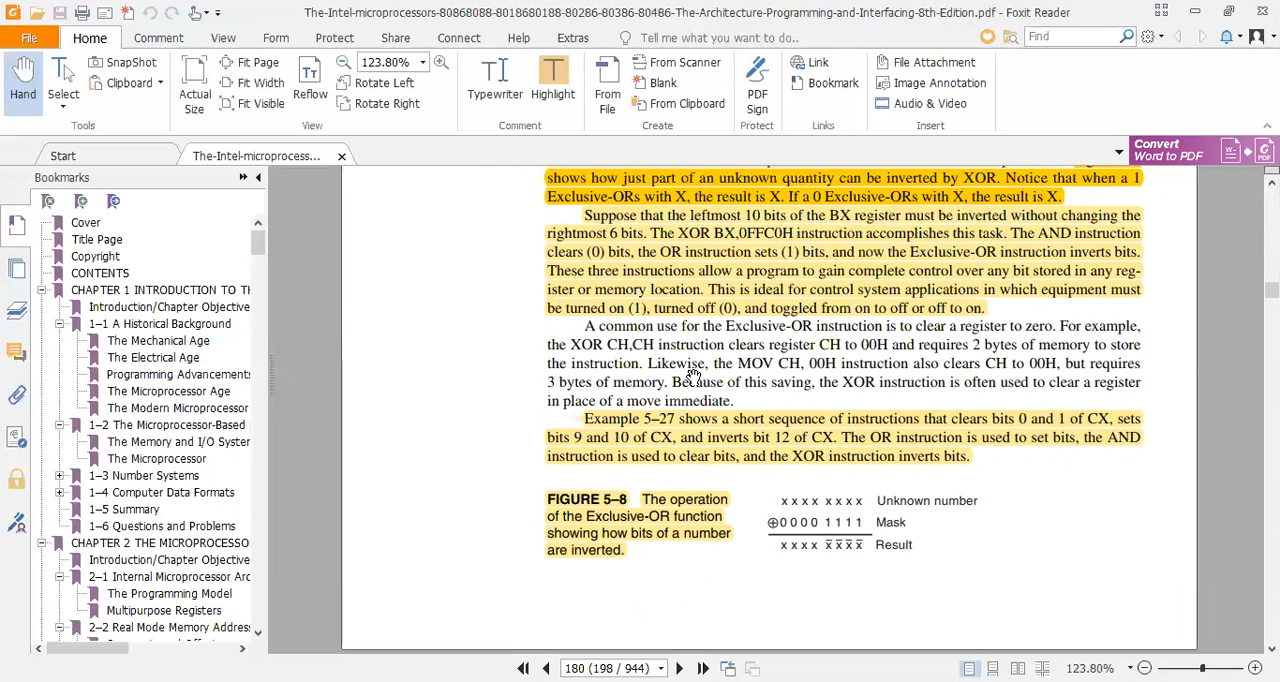 The-Intel-microprocessors-80868088-8018680188-80286-80386-80486-The-Architecture-Programming-and-Interfacing-8th-Edition.pdf - Foxit Reader
File Home Comment View Form Protect Share Connect Help Extras Tell me what you want to do.. Find
Hand
Select
SnapShot
Clipboard
Tools
Actual
Size
Fit Page
Fit Width
Fit Visible
Reflow
123.80%
Rotate Left
Rotate Right
View
Typewriter
Highlight
Comment
From
File
From Scanner
Blank
From Clipboard
Create
PDF
Sign
Protect
Link
Bookmark
Links
File Attachment
Image Annotation
Audio & Video
Insert
Start
The-Intel-microprocess...
Convert
Word to PDF
Bookmarks
Cover
Title Page
Copyright
CONTENTS
CHAPTER 1 INTRODUCTION TO TH
Introduction/Chapter Objective
1–1 A Historical Background
The Mechanical Age
The Electrical Age
Programming Advancements
The Microprocessor Age
The Modern Microprocessor
1–2 The Microprocessor-Based
The Memory and I/O System
The Microprocessor
1–3 Number Systems
1–4 Computer Data Formats
1–5 Summary
1–6 Questions and Problems
CHAPTER 2 THE MICROPROCESSO
Introduction/Chapter Objective
2–1 Internal Microprocessor Arc
The Programming Model
Multipurpose Registers
2–2 Real Mode Memory Address
shows how just part of an unknown quantity can be inverted by XOR. Notice that when a 1
Exclusive-ORs with X, the result is X. If a 0 Exclusive-ORs with X, the result is X.
Suppose that the leftmost 10 bits of the BX register must be inverted without changing the
rightmost 6 bits. The XOR BX,0FFC0H instruction accomplishes this task. The AND instruction
clears (0) bits, the OR instruction sets (1) bits, and now the Exclusive-OR instruction inverts bits.
These three instructions allow a program to gain complete control over any bit stored in any reg-
ister or memory location. This is ideal for control system applications in which equipment must
be turned on (1), turned off (0), and toggled from on to off or off to on.
A common use for the Exclusive-OR instruction is to clear a register to zero. For example,
the XOR CH,CH instruction clears register CH to 00H and requires 2 bytes of memory to store
the instruction. Likewise, the MOV CH, 00H instruction also clears CH to 00H, but requires
3 bytes of memory. Because of this saving, the XOR instruction is often used to clear a register
in place of a move immediate.
Example 5–27 shows a short sequence of instructions that clears bits 0 and 1 of CX, sets
bits 9 and 10 of CX, and inverts bit 12 of CX. The OR instruction is used to set bits, the AND
instruction is used to clear bits, and the XOR instruction inverts bits.
FIGURE 5–8 The operation
of the Exclusive-OR function
showing how bits of a number
are inverted.
x x x x x x x x Unknown number
⊕0 0 0 0 1 1 1 1 Mask
x x x x x̅ x̅ x̅ x̅ Result
180 (198 / 944)
123.80%